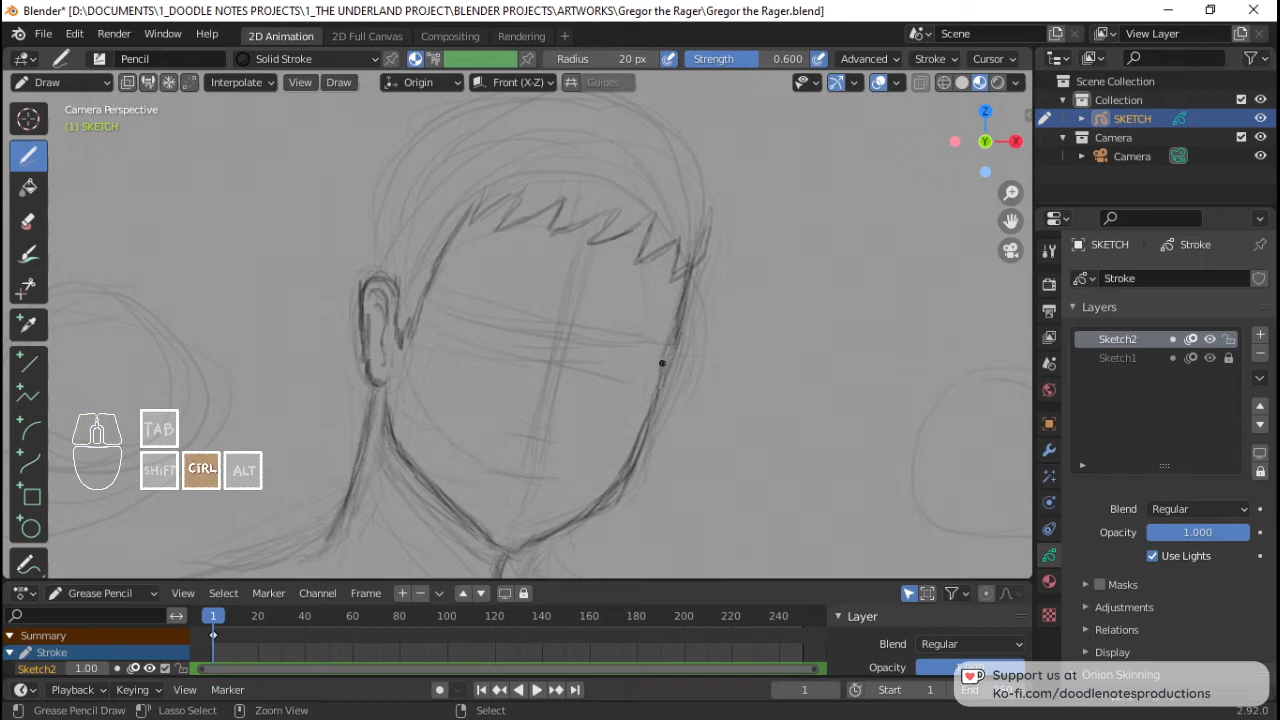 Blender* [D:\DOCUMENTS\1_DOODLE NOTES PROJECTS\1_THE UNDERLAND PROJECT\BLENDER PROJECTS\ARTWORKS\Gregor the Rager\Gregor the Rager.blend]
File Edit Render Window Help 2D Animation 2D Full Canvas Compositing Rendering Scene View Layer
Pencil Solid Stroke Radius 20 px Strength 0.600 Advanced Stroke Cursor
Draw Interpolate View Draw Origin Front (X-Z) Guides
Camera Perspective
(1) SKETCH
Z
Y
X
Scene Collection
Collection
SKETCH
Camera
Camera
SKETCH Stroke
Stroke
Layers
Sketch2
Sketch1
TAB
SHIFT CTRL ALT
Blend Regular
Opacity 1.000
Use Lights
Masks
Adjustments
Relations
Display
Onion Skinning
Grease Pencil View Select Marker Channel Frame
1 20 40 60 80 100 120 140 160 180 200 220 240
Summary
Stroke
Sketch2 1.00
Layer
Blend Regular
Opacity
Playback Keying View Marker 1 Start 1 End
Support us at
Ko-fi.com/doodlenotesproductions
Grease Pencil Draw Lasso Select Zoom View Select 2.92.0